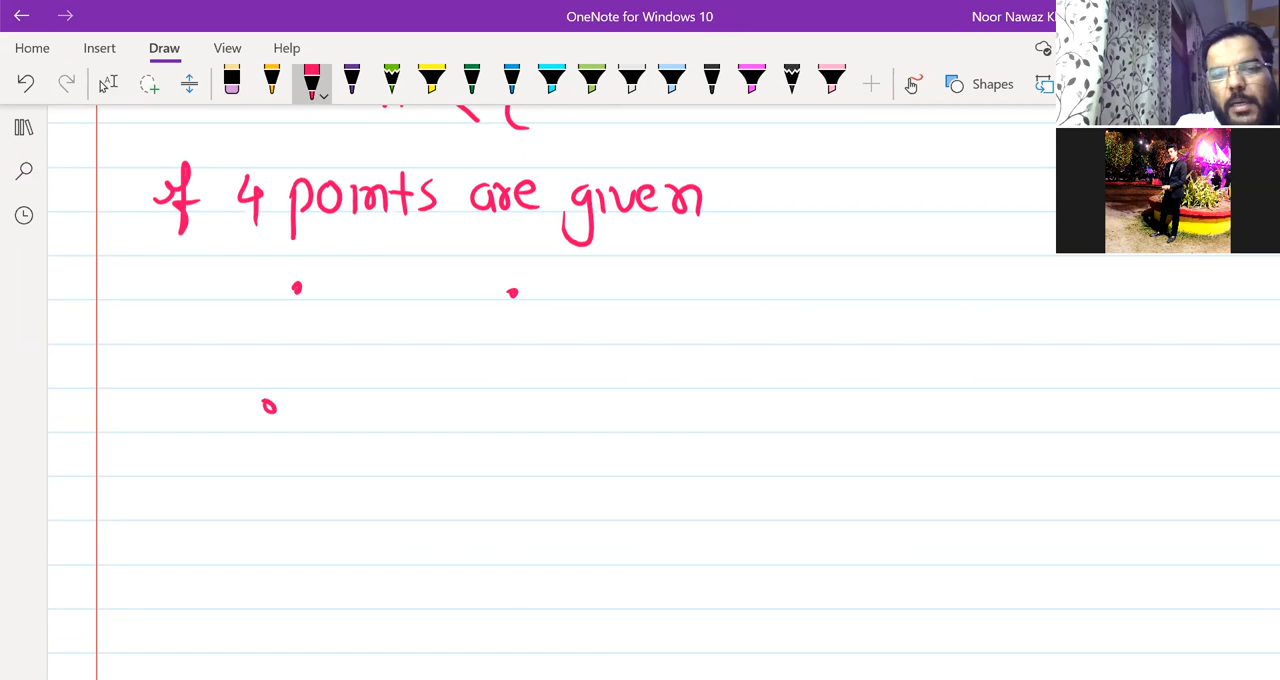 OneNote for Windows 10
Noor Nawaz K
Home Insert Draw View Help
Shapes
If 4 points are given